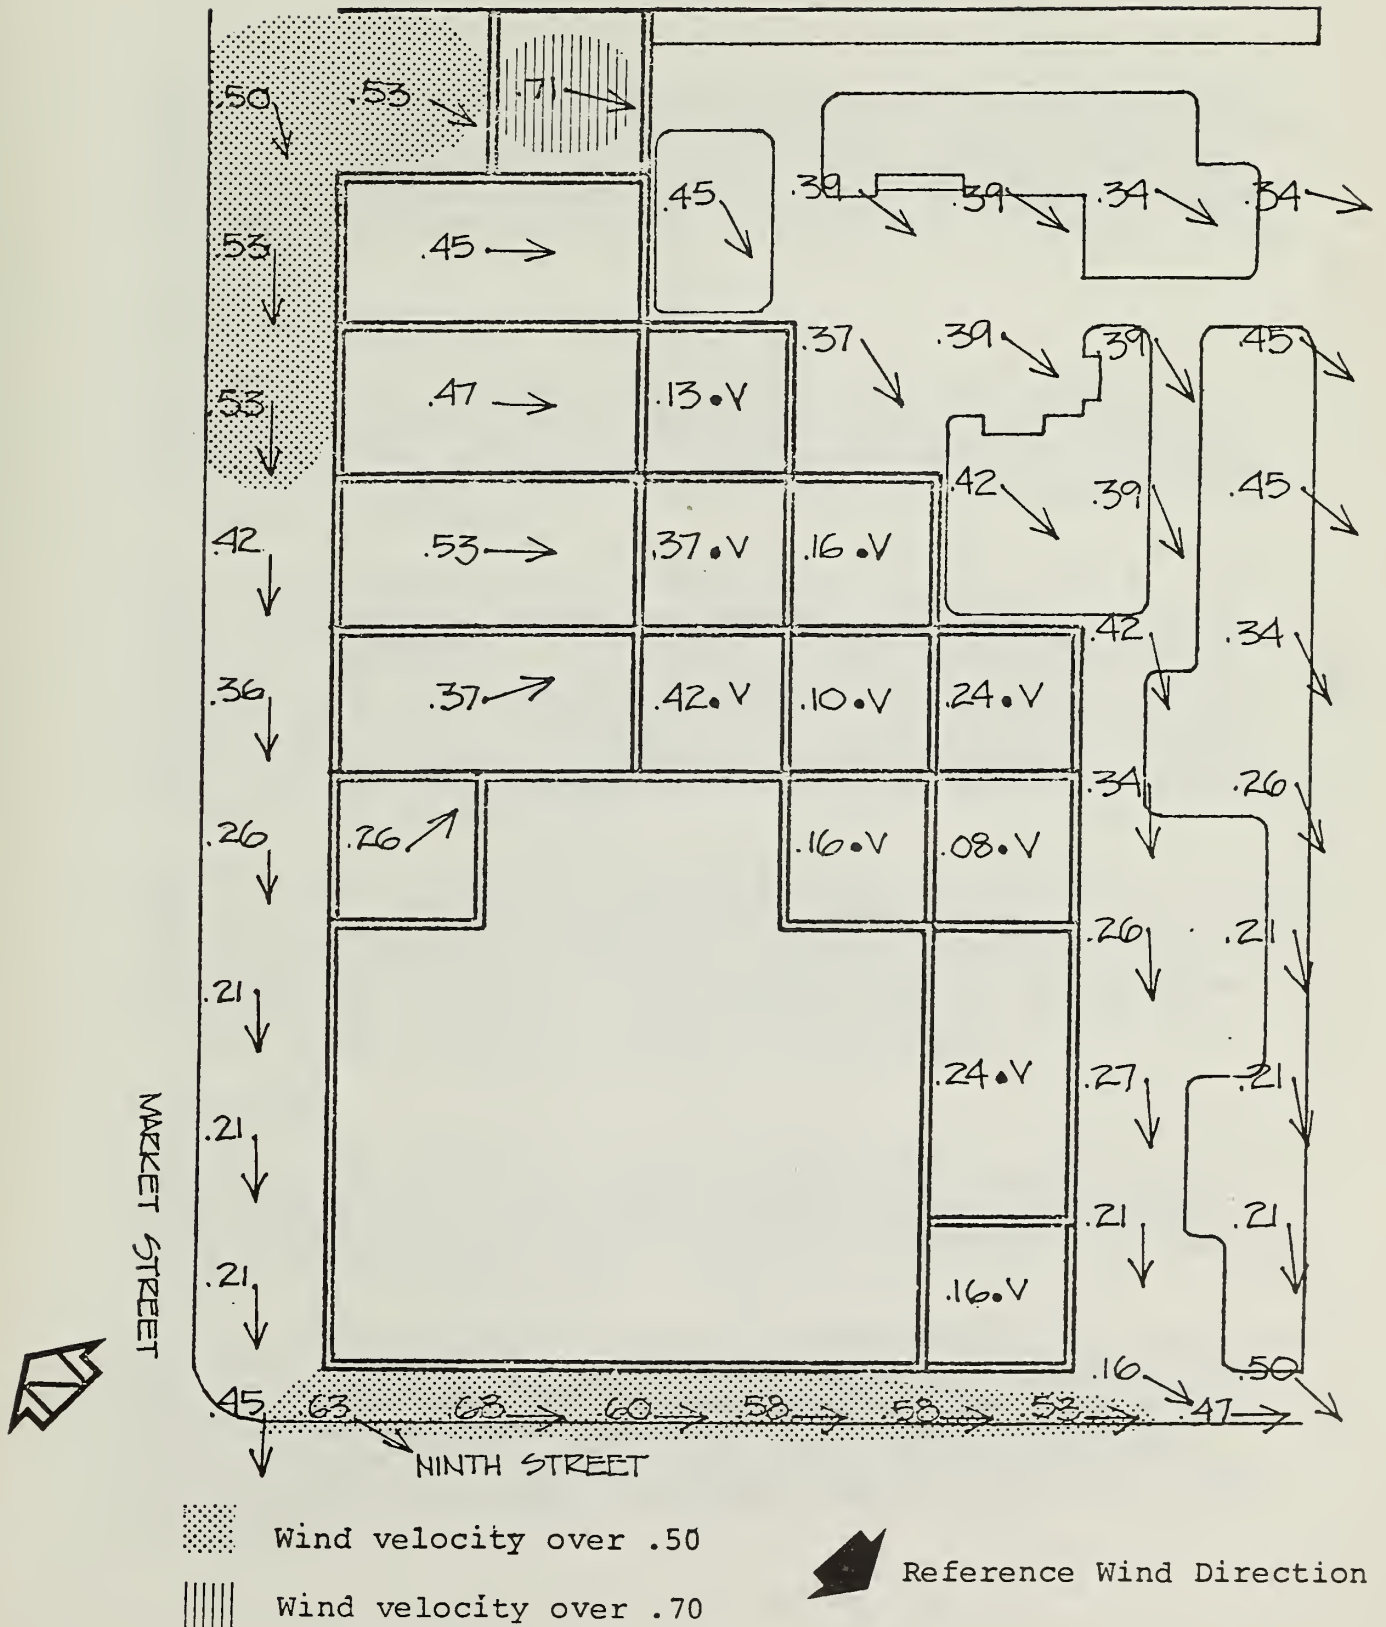 .50 .53 .71
.45 .39 .39 .34 .34
.53 .45
.37 .39 .39 .45
.53 .47 .13•V
.42 .39 .45
.42 .53 .37•V .16•V
.42 .34
.36 .37 .42•V .10•V .24•V
.34 .26
.26 .26 .16•V .08•V
.26 .21
.21
.24•V .27 .21
.21
.21 .21
.21 .16•V
.16 .50
.45 .63 .63 .60 .58 .58 .53 .47
MARKET STREET
NINTH STREET
Wind velocity over .50
Reference Wind Direction
Wind velocity over .70